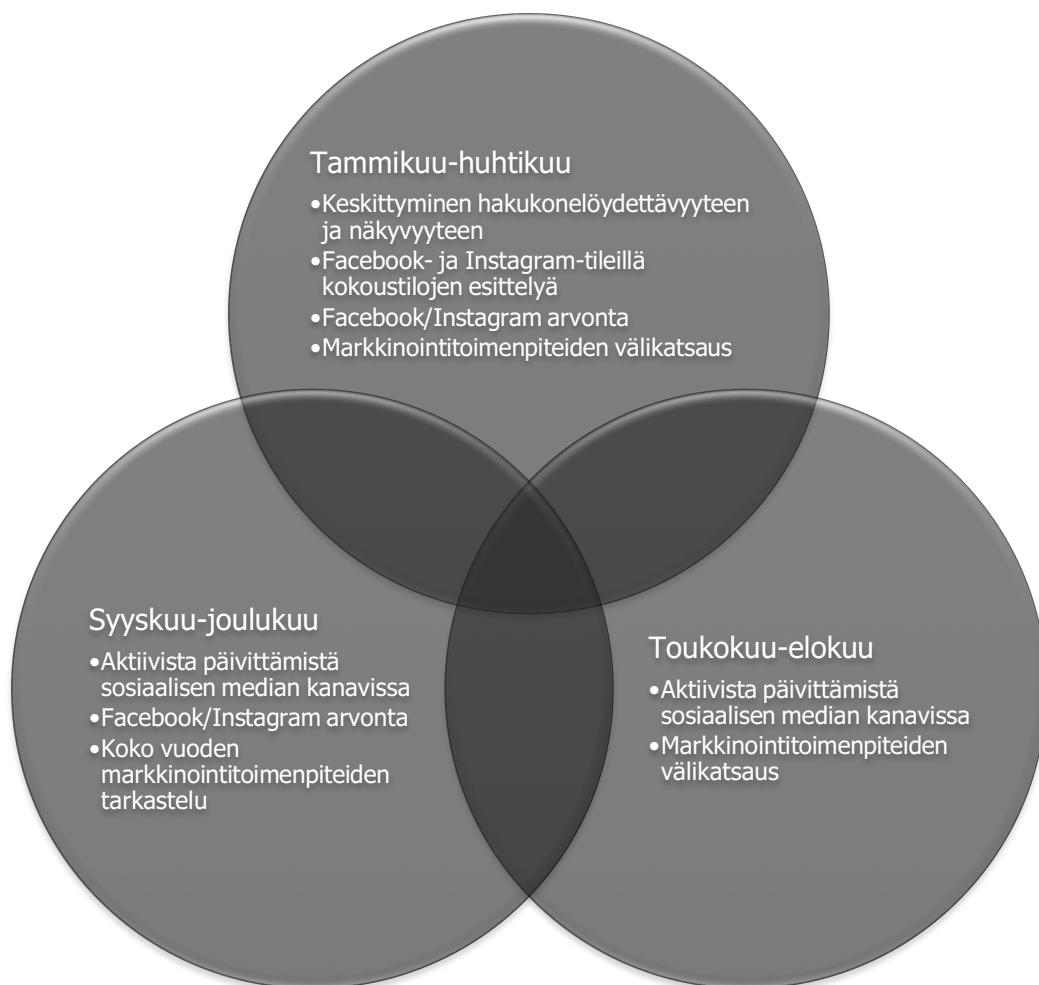 Tammikuu-huhtikuu
•Keskittyminen hakukonelöydettävyyteen
ja näkyvyyteen
•Facebook- ja Instagram-tileillä
kokoustilojen esittelyä
•Facebook/Instagram arvonta
•Markkinointitoimenpiteiden välikatsaus
Syyskuu-joulukuu
•Aktiivista päivittämistä
sosiaalisen median kanavissa
•Facebook/Instagram arvonta
•Koko vuoden
markkinointitoimenpiteiden
tarkastelu
Toukokuu-elokuu
•Aktiivista päivittämistä
sosiaalisen median kanavissa
•Markkinointitoimenpiteiden
välikatsaus